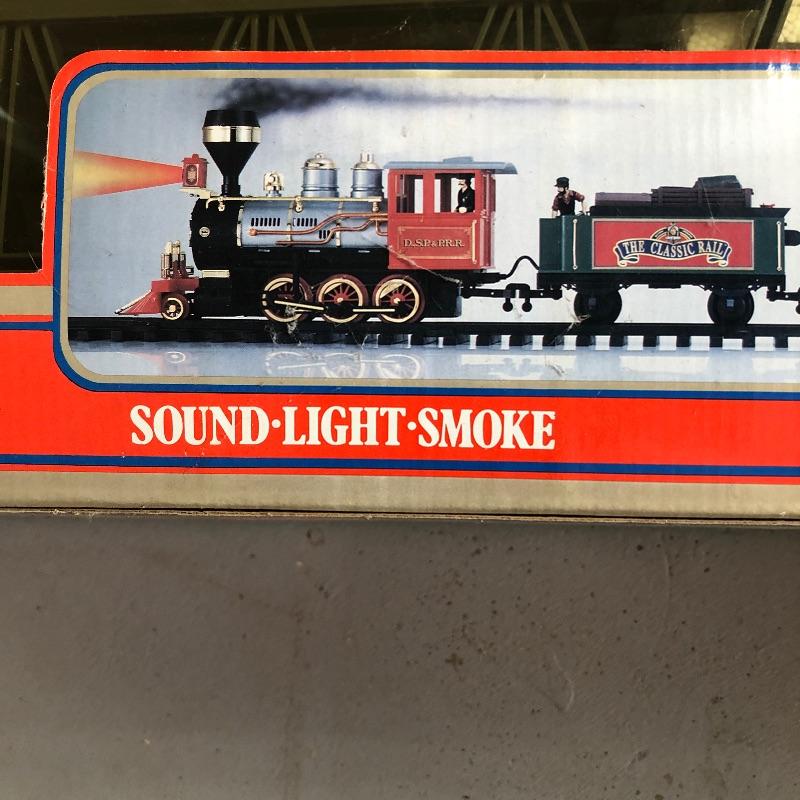 D.S.P.&P.R.R.
THE CLASSIC RAIL
SOUND·LIGHT·SMOKE